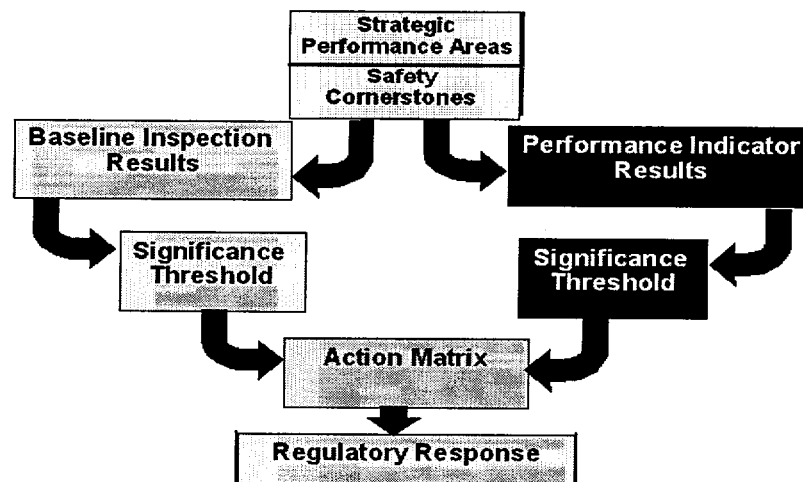 Strategic
Performance Areas
Safety
Cornerstones
Baseline Inspection
Results
Performance Indicator
Results
Significance
Threshold
Significance
Threshold
Action Matrix
Regulatory Response